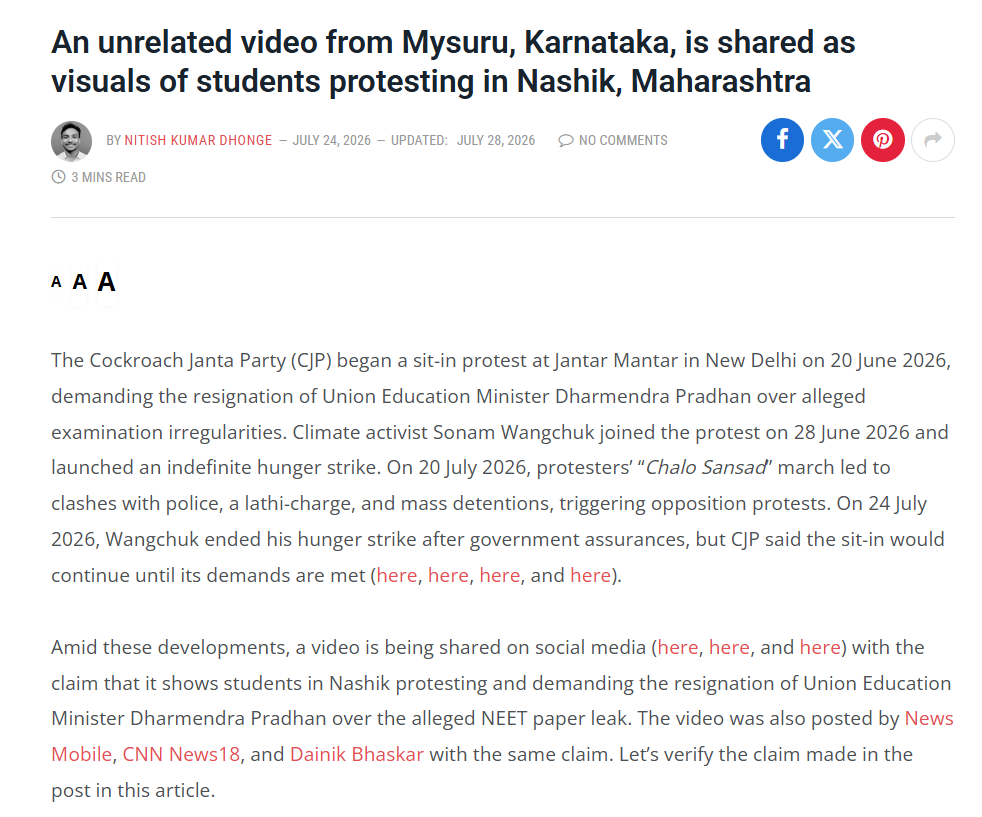 An unrelated video from Mysuru, Karnataka, is shared as
visuals of students protesting in Nashik, Maharashtra
BY NITISH KUMAR DHONGE — JULY 24, 2026 — UPDATED: JULY 28, 2026 NO COMMENTS
3 MINS READ
A A A
The Cockroach Janta Party (CJP) began a sit-in protest at Jantar Mantar in New Delhi on 20 June 2026,
demanding the resignation of Union Education Minister Dharmendra Pradhan over alleged
examination irregularities. Climate activist Sonam Wangchuk joined the protest on 28 June 2026 and
launched an indefinite hunger strike. On 20 July 2026, protesters’ “Chalo Sansad” march led to
clashes with police, a lathi-charge, and mass detentions, triggering opposition protests. On 24 July
2026, Wangchuk ended his hunger strike after government assurances, but CJP said the sit-in would
continue until its demands are met (here, here, here, and here).
Amid these developments, a video is being shared on social media (here, here, and here) with the
claim that it shows students in Nashik protesting and demanding the resignation of Union Education
Minister Dharmendra Pradhan over the alleged NEET paper leak. The video was also posted by News
Mobile, CNN News18, and Dainik Bhaskar with the same claim. Let’s verify the claim made in the
post in this article.